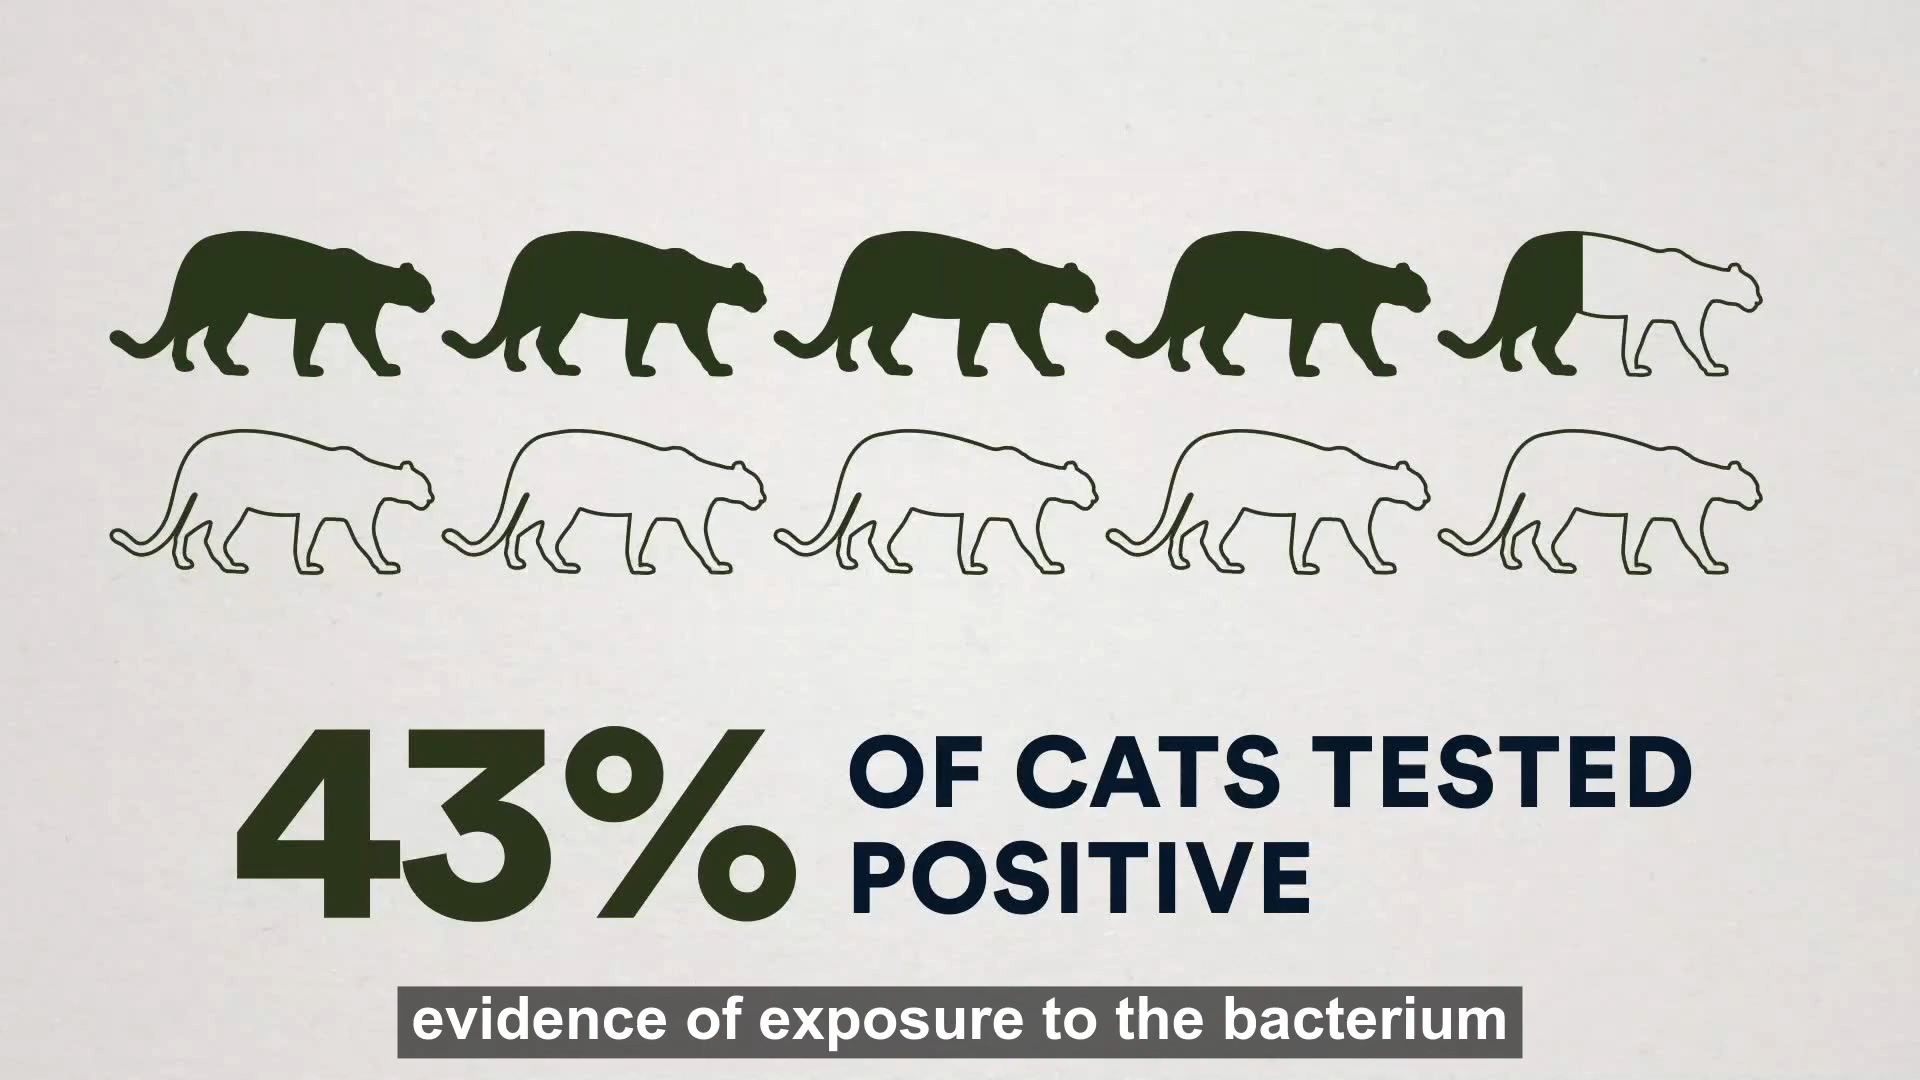 43% OF CATS TESTED
POSITIVE
evidence of exposure to the bacterium